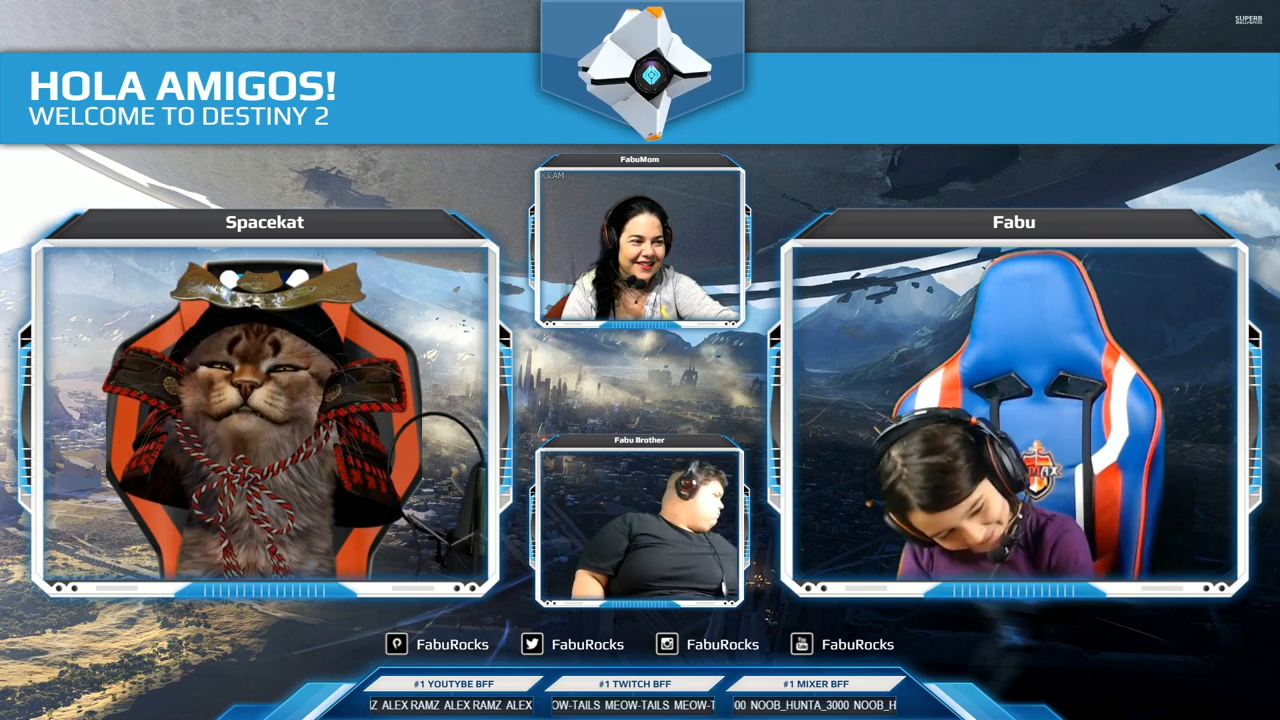 SUPERB
WALLPAPERS
HOLA AMIGOS!
WELCOME TO DESTINY 2
FabuMom
Spacekat
Fabu
Fabu Brother
FabuRocks
FabuRocks
FabuRocks
FabuRocks
#1 YOUTYBE BFF
#1 TWITCH BFF
#1 MIXER BFF
Z ALEX RAMZ ALEX RAMZ ALEX
OW-TAILS MEOW-TAILS MEOW-T
00 NOOB_HUNTA_3000 NOOB_H